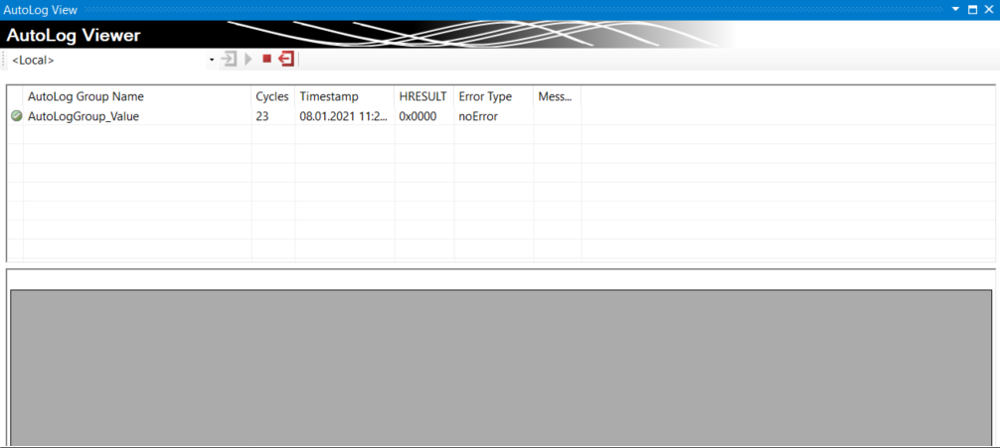 AutoLog View
AutoLog Viewer
<Local>
AutoLog Group Name Cycles Timestamp HRESULT Error Type Mess...
AutoLogGroup_Value 23 08.01.2021 11:2... 0x0000 noError